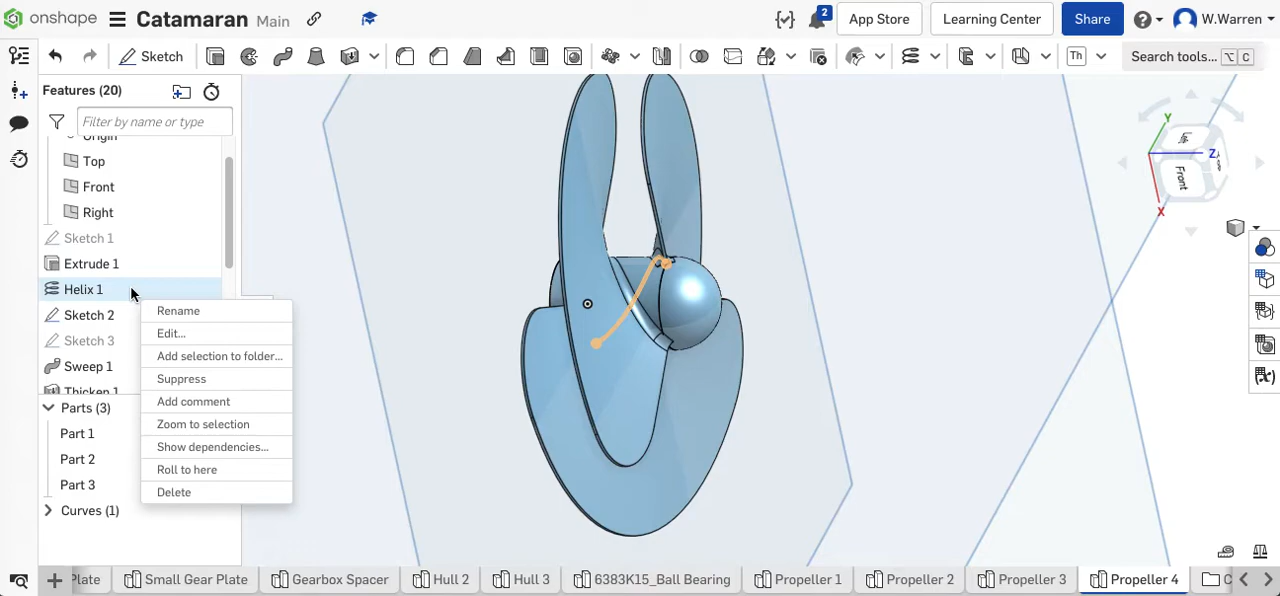 onshape Catamaran Main 2 App Store Learning Center Share W.Warren
Sketch Th Search tools... ⌥ C
Features (20)
Filter by name or type
Origin
Top
Front
Right
Sketch 1
Extrude 1
Helix 1
Sketch 2
Sketch 3
Sweep 1
Thicken 1
Parts (3)
Part 1
Part 2
Part 3
Curves (1)
Rename
Edit...
Add selection to folder...
Suppress
Add comment
Zoom to selection
Show dependencies...
Roll to here
Delete
Y
Z
X
Front
Plate Small Gear Plate Gearbox Spacer Hull 2 Hull 3 6383K15_Ball Bearing Propeller 1 Propeller 2 Propeller 3 Propeller 4 C